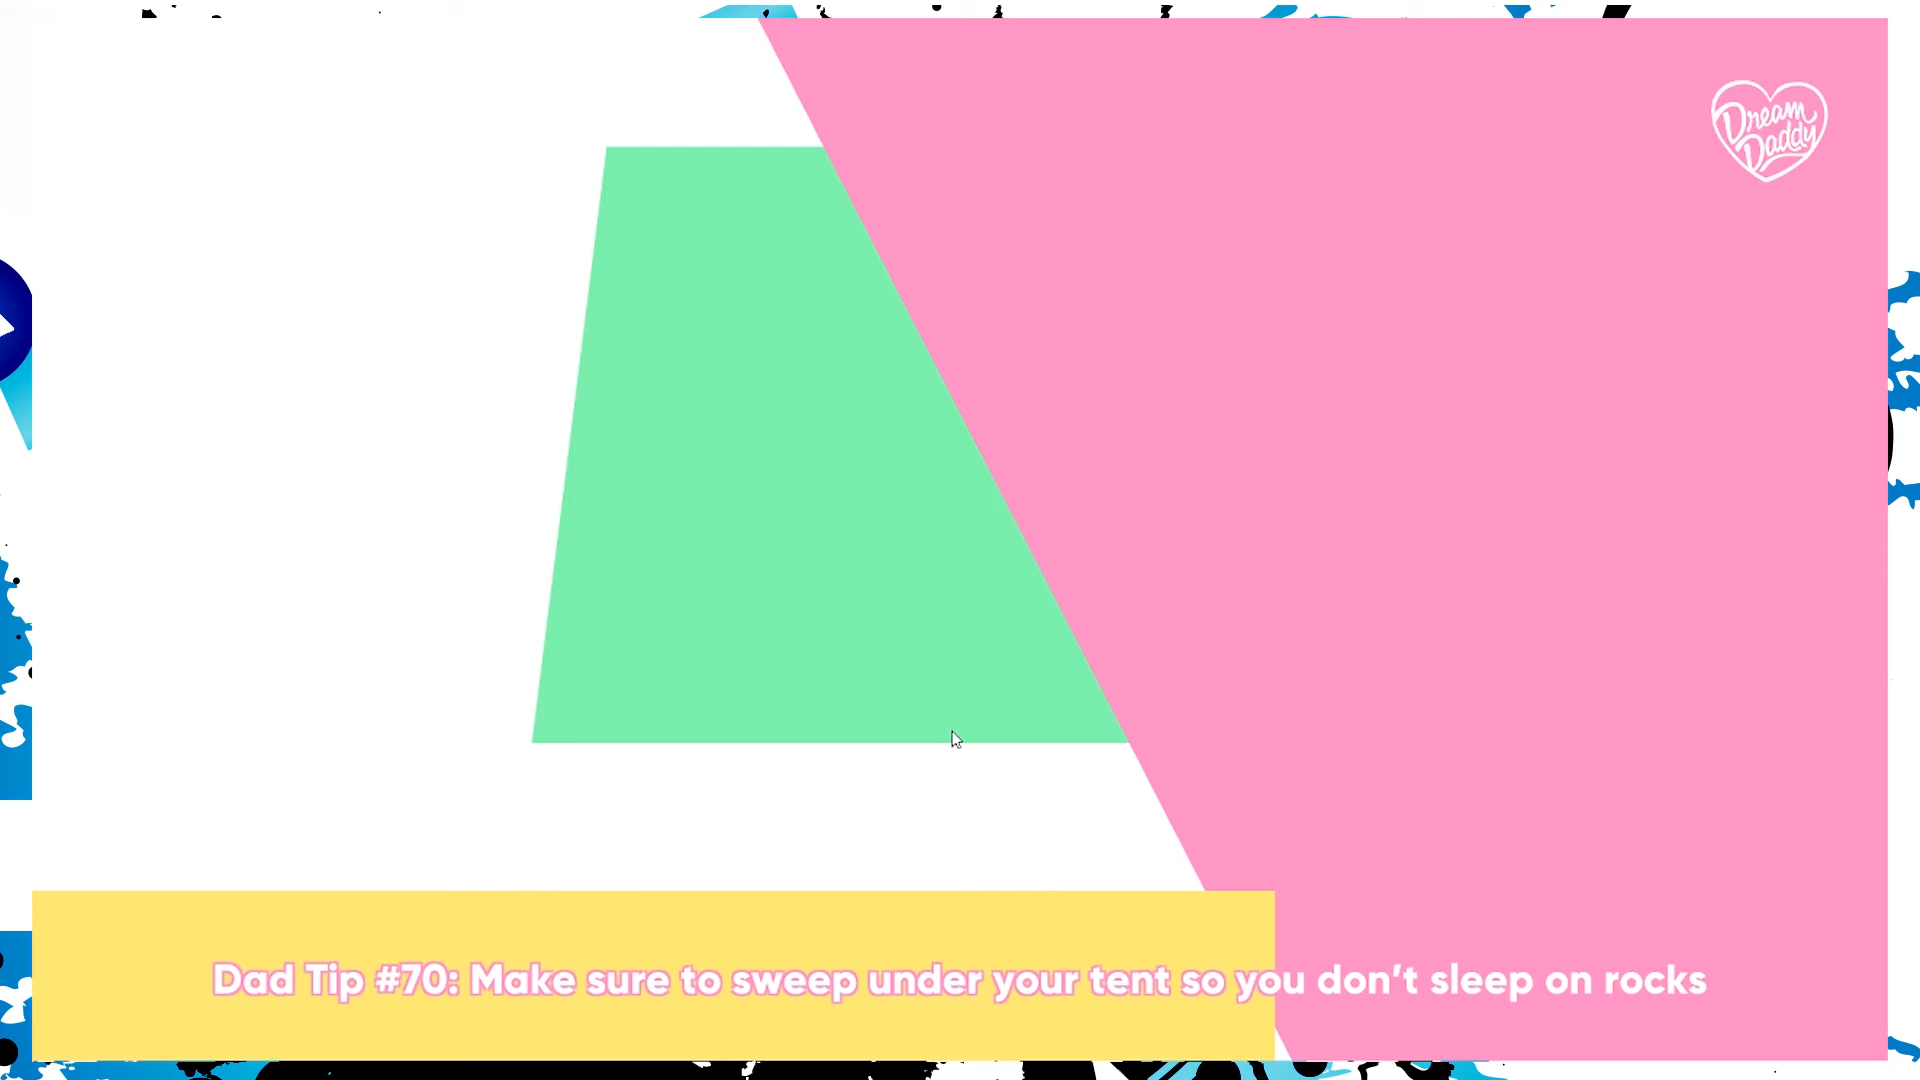 Dream
Daddy
Dad Tip #70: Make sure to sweep under your tent so you don't sleep on rocks